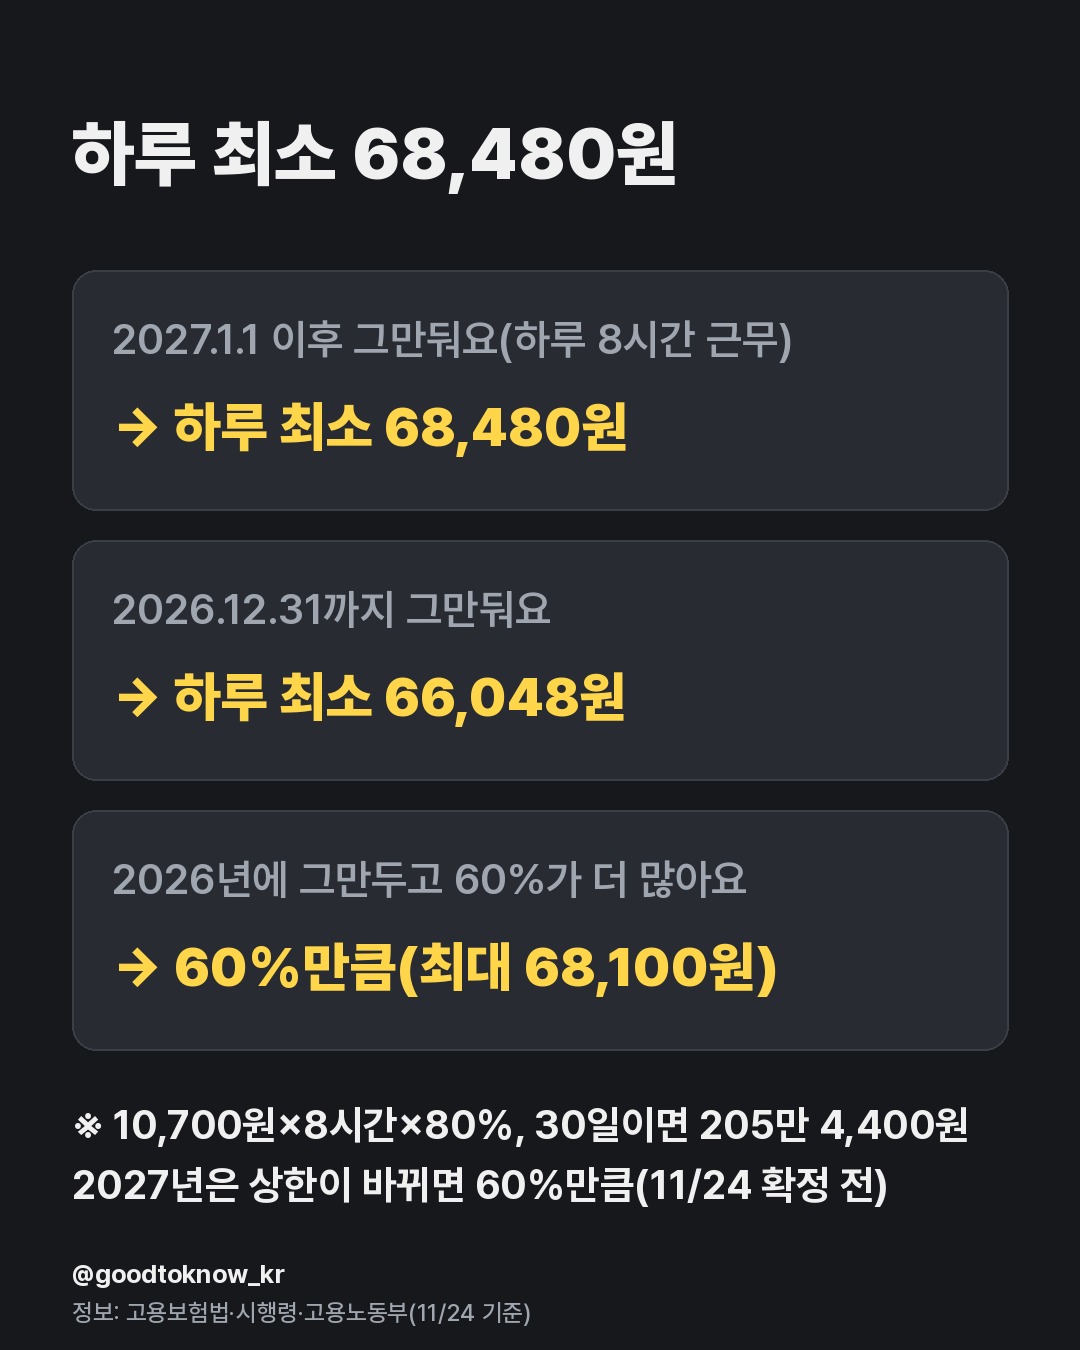 하루 최소 68,480원
2027.1.1 이후 그만둬요(하루 8시간 근무)
→ 하루 최소 68,480원
2026.12.31까지 그만둬요
→ 하루 최소 66,048원
2026년에 그만두고 60%가 더 많아요
→ 60%만큼(최대 68,100원)
※ 10,700원×8시간×80%, 30일이면 205만 4,400원
2027년은 상한이 바뀌면 60%만큼(11/24 확정 전)
@goodtoknow_kr
정보: 고용보험법·시행령·고용노동부(11/24 기준)